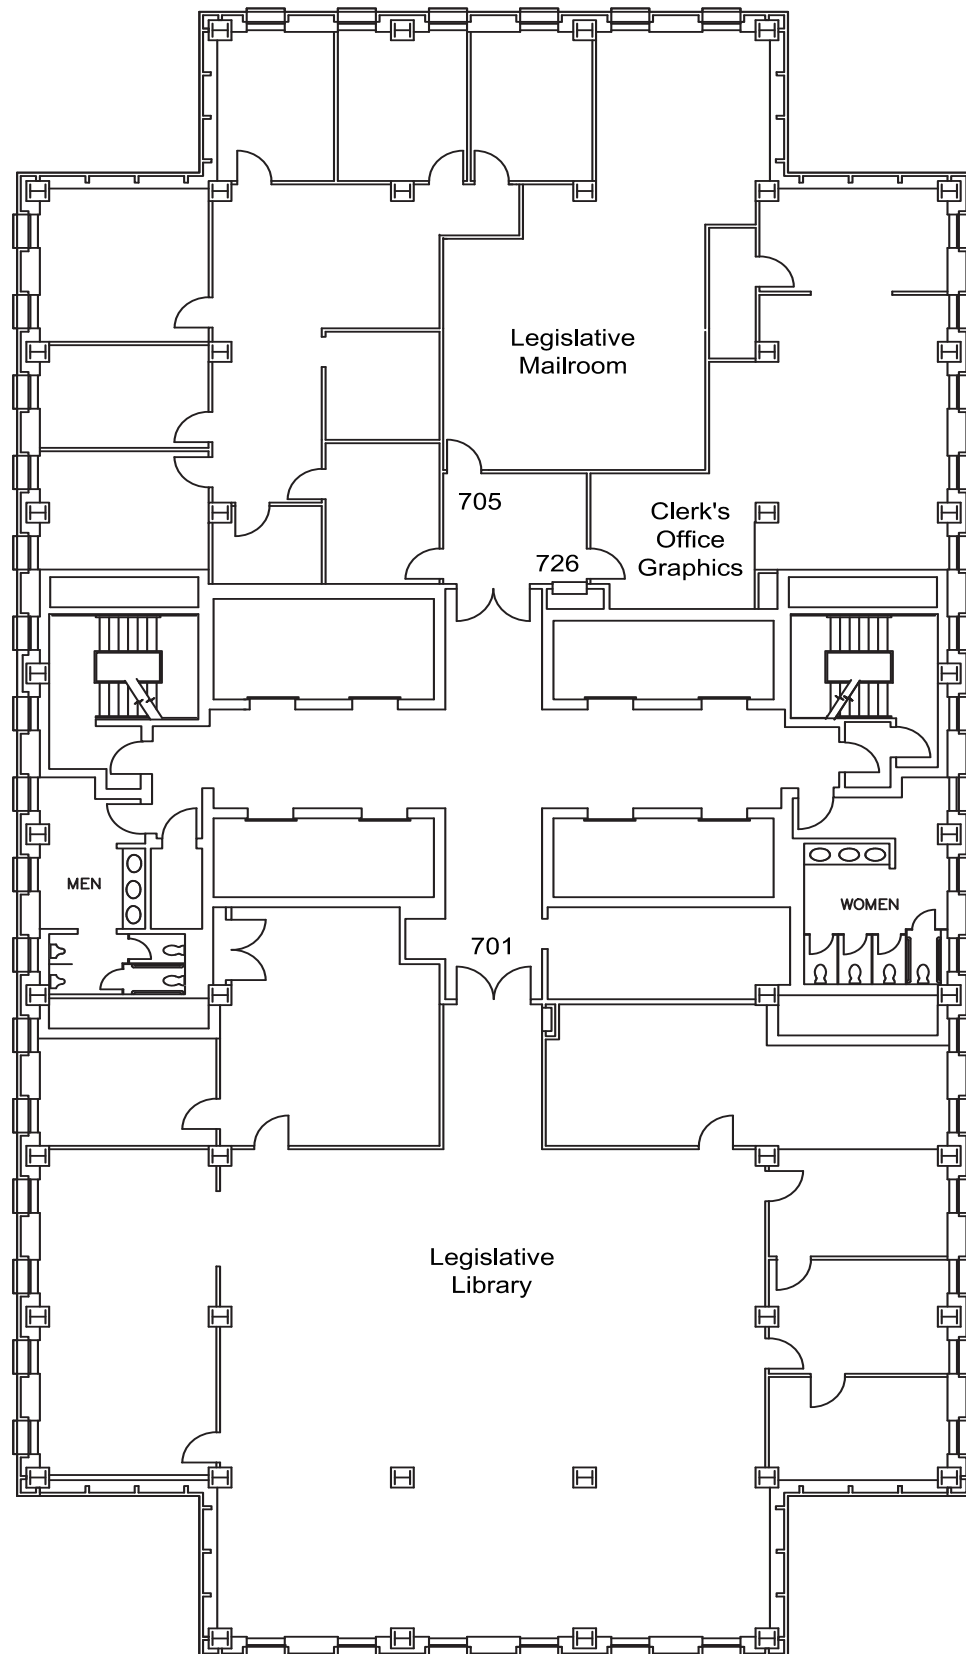 Legislative
Mailroom
705
726
Clerk's
Office
Graphics
MEN
WOMEN
701
Legislative
Library